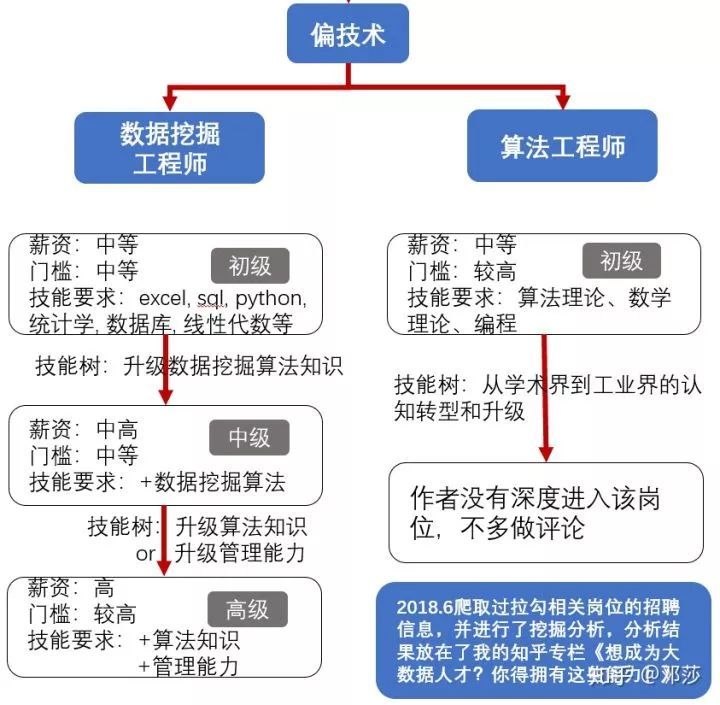 偏技术
数据挖掘
工程师
薪资：中等
门槛：中等
初级
技能要求：excel, sql, python,
统计学, 数据库, 线性代数等
技能树：升级数据挖掘算法知识
薪资：中高
门槛：中等
中级
技能要求：+数据挖掘算法
技能树：升级算法知识
or 升级管理能力
薪资：高
门槛：较高
高级
技能要求：+算法知识
+管理能力
算法工程师
薪资：中等
门槛：较高
初级
技能要求：算法理论、数学
理论、编程
技能树：从学术界到工业界的认
知转型和升级
作者没有深度进入该岗
位，不多做评论
2018.6爬取过拉勾相关岗位的招聘
信息，并进行了挖掘分析，分析结
果放在了我的知乎专栏《想成为大
数据人才？你得拥有这些能力！》
知乎 @邓莎